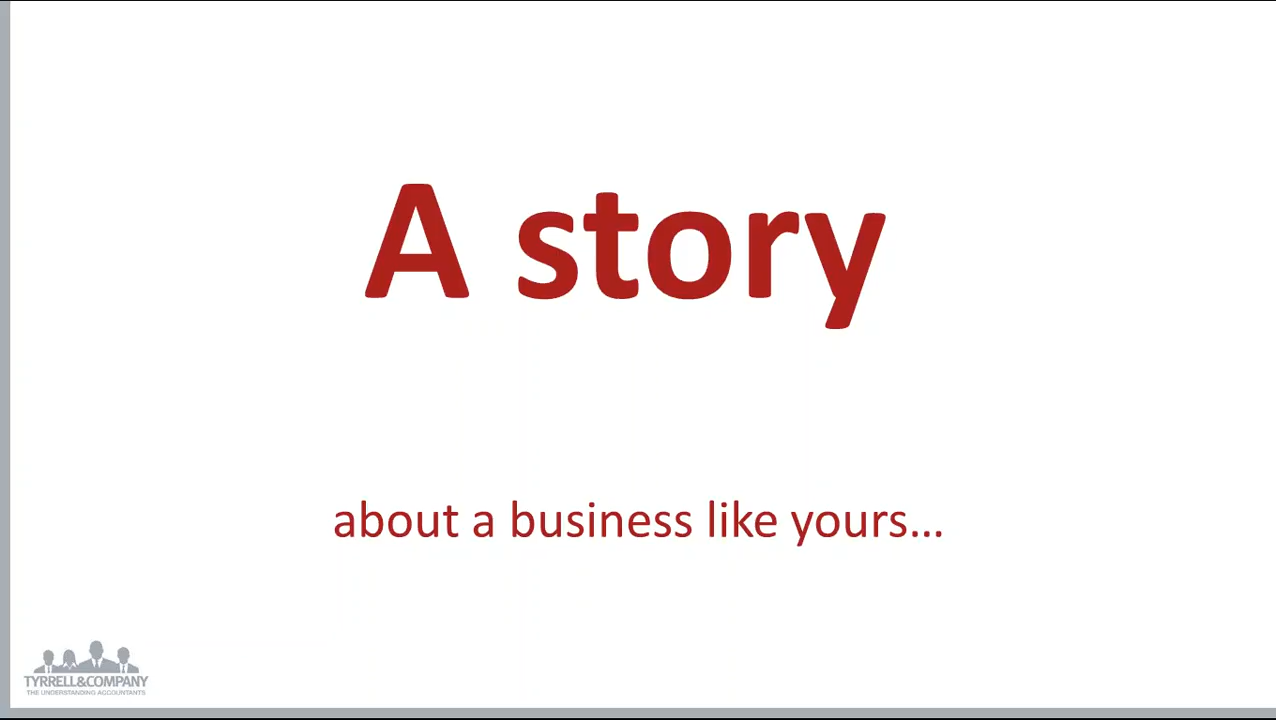 A story
about a business like yours...
TYRRELL&COMPANY
THE UNDERSTANDING ACCOUNTANTS